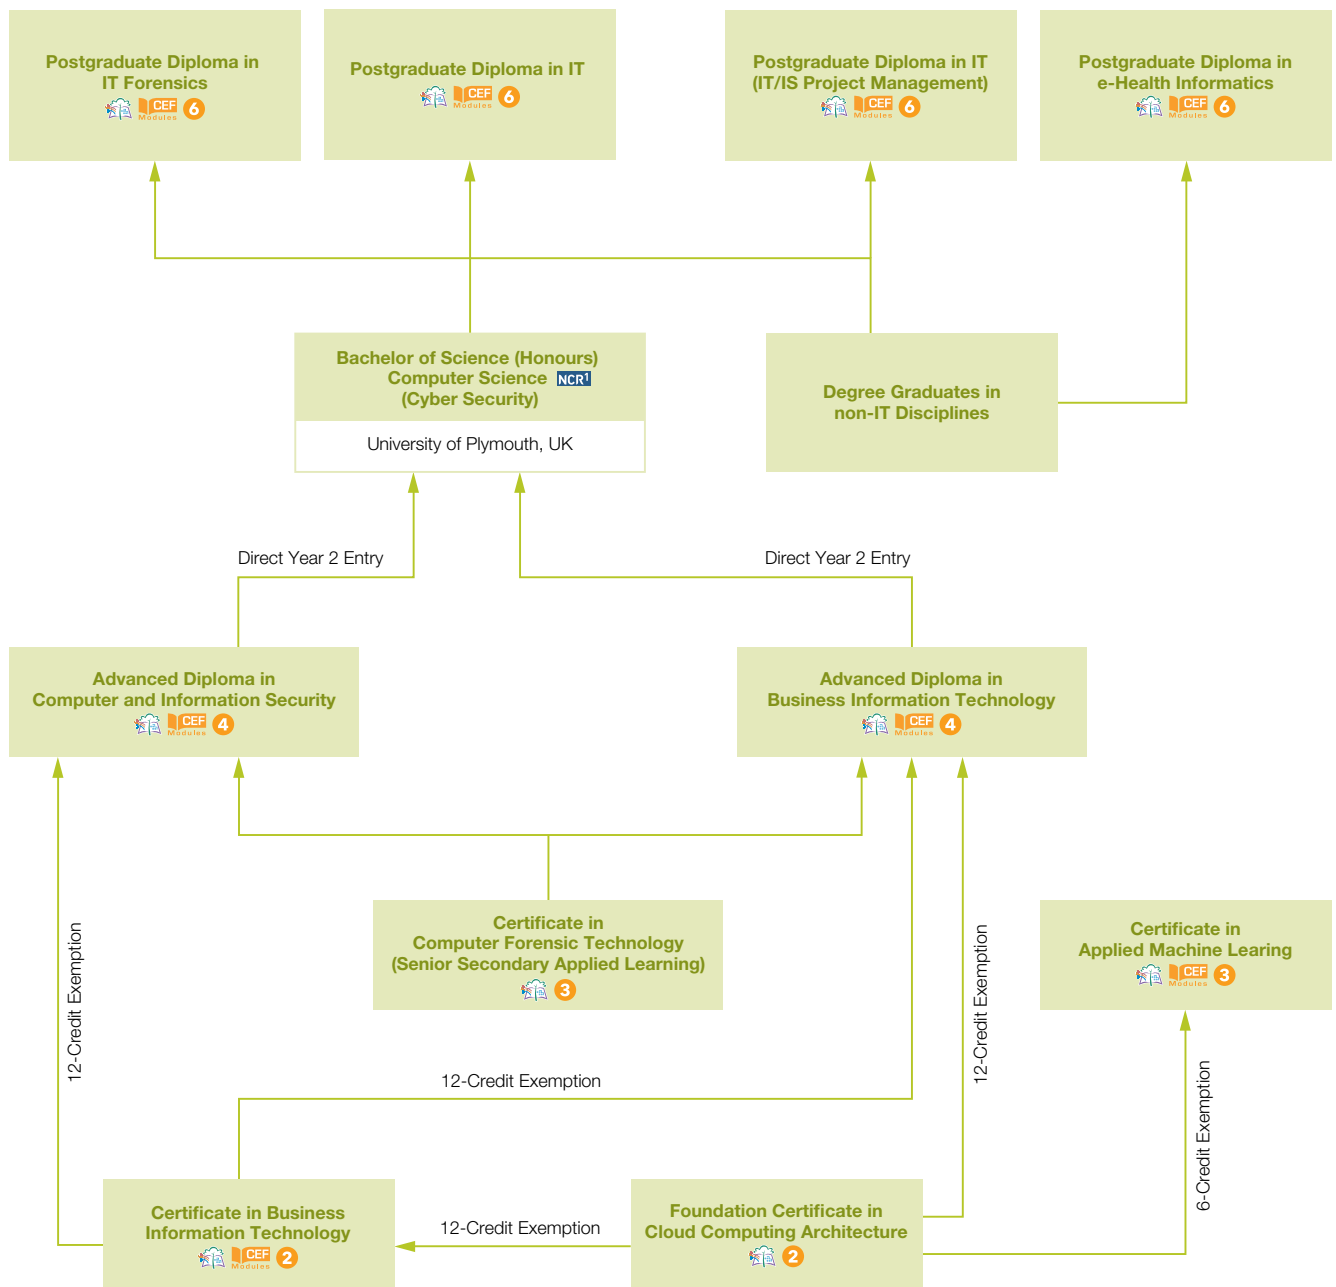 Postgraduate Diploma in
IT Forensics
CEF
Modules
6
Postgraduate Diploma in IT
CEF
Modules
6
Postgraduate Diploma in IT
(IT/IS Project Management)
CEF
Modules
6
Postgraduate Diploma in
e-Health Informatics
CEF
Modules
6
Bachelor of Science (Honours)
Computer Science NCR1
(Cyber Security)
University of Plymouth, UK
Degree Graduates in
non-IT Disciplines
Direct Year 2 Entry
Direct Year 2 Entry
Advanced Diploma in
Computer and Information Security
CEF
Modules
4
Advanced Diploma in
Business Information Technology
CEF
Modules
4
12-Credit Exemption
Certificate in
Computer Forensic Technology
(Senior Secondary Applied Learning)
3
12-Credit Exemption
Certificate in
Applied Machine Learing
CEF
Modules
3
12-Credit Exemption
6-Credit Exemption
Certificate in Business
Information Technology
CEF
Modules
2
12-Credit Exemption
Foundation Certificate in
Cloud Computing Architecture
2